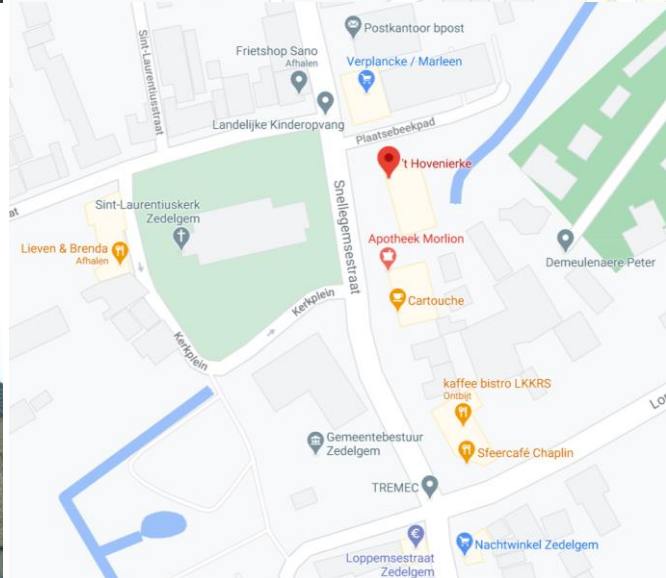 Postkantoor bpost
Frietshop Sano
Afhalen
Verplancke / Marleen
Sint-Laurentiusstraat
Landelijke Kinderopvang
Plaatsebeekpad
't Hovenierke
Snellegemsestraat
Sint-Laurentiuskerk
Zedelgem
Apotheek Morlion
Lieven & Brenda
Afhalen
Demeulenaere Peter
Cartouche
Kerkplein
Kerkplein
kaffee bistro LKKRS
Ontbijt
Gemeentebestuur
Zedelgem
Sfeercafé Chaplin
TREMEC
Nachtwinkel Zedelgem
Loppemsestraat
Zedelgem